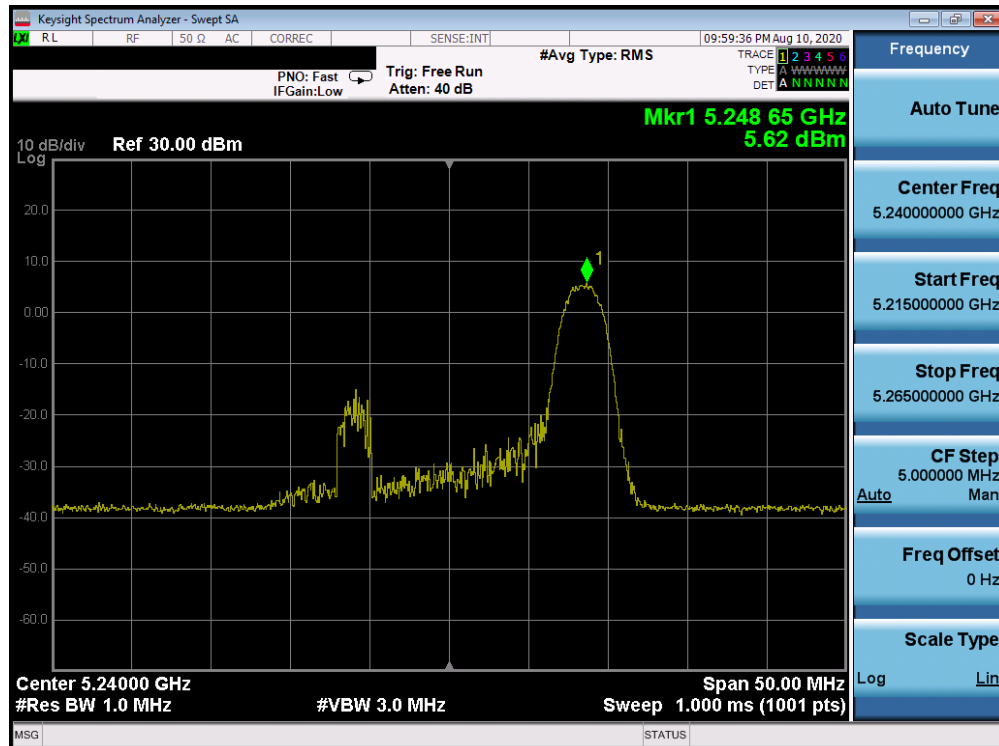 Keysight Spectrum Analyzer - Swept SA
LXI RL RF 50 Ω AC CORREC SENSE:INT 09:59:36 PM Aug 10, 2020
#Avg Type: RMS TRACE 1 2 3 4 5 6
PNO: Fast Trig: Free Run TYPE A WWWWW
IFGain:Low Atten: 40 dB DET A N N N N N
Mkr1 5.248 65 GHz
5.62 dBm
10 dB/div Ref 30.00 dBm
Log
1
20.0
10.0
0.00
-10.0
-20.0
-30.0
-40.0
-50.0
-60.0
Center 5.24000 GHz Span 50.00 MHz
#Res BW 1.0 MHz #VBW 3.0 MHz Sweep 1.000 ms (1001 pts)
MSG STATUS
Frequency
Auto Tune
Center Freq
5.240000000 GHz
Start Freq
5.215000000 GHz
Stop Freq
5.265000000 GHz
CF Step
5.000000 MHz
Auto Man
Freq Offset
0 Hz
Scale Type
Log Lin